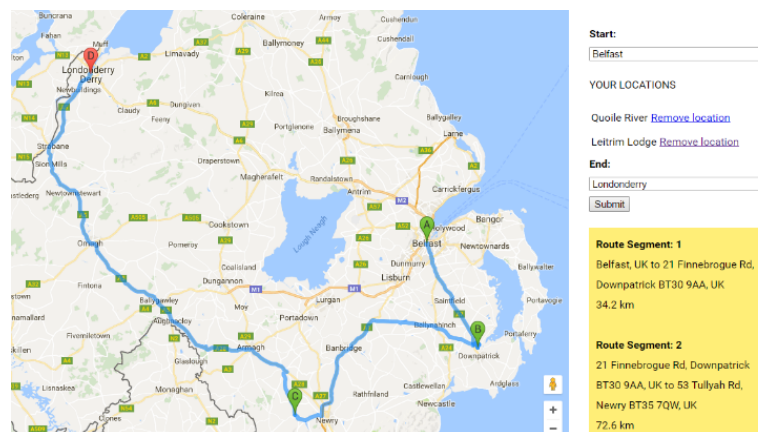 Buncrana
Coleraine
Armoy
Cushendun
Fahan
Muff
Limavady
Ballymoney
Cushendall
D
Londonderry
Derry
Newbuildings
Carnlough
Kilrea
Claudy
Dungiven
Feeny
Broughshane
Ballygalley
Portglenone
Ballymena
Larne
Strabane
Sion Mills
Draperstown
Magherafelt
Randalstown
Antrim
Carrickfergus
Newtownstewart
Cookstown
Lough Neagh
A
Holywood
Bangor
Omagh
Pomeroy
Belfast
Newtownards
Coalisland
Dunmurry
Ballywalter
Dungannon
Lisburn
Fintona
M1
Lurgan
Saintfield
Portavogie
Ballygawley
Moy
Augnacloy
Portadown
Ballynahinch
B
Portaferry
Fivemiletown
Armagh
Banbridge
Downpatrick
Glaslough
Ardglass
Lisnaskea
Monaghan
C
Rathfriland
Castlewellan
Newcastle
Clones
Newry
+
−
Start:
Belfast
YOUR LOCATIONS
Quoile River Remove location
Leitrim Lodge Remove location
End:
Londonderry
Submit
Route Segment: 1
Belfast, UK to 21 Finnebrogue Rd,
Downpatrick BT30 9AA, UK
34.2 km
Route Segment: 2
21 Finnebrogue Rd, Downpatrick
BT30 9AA, UK to 53 Tullyah Rd,
Newry BT35 7QW, UK
72.6 km